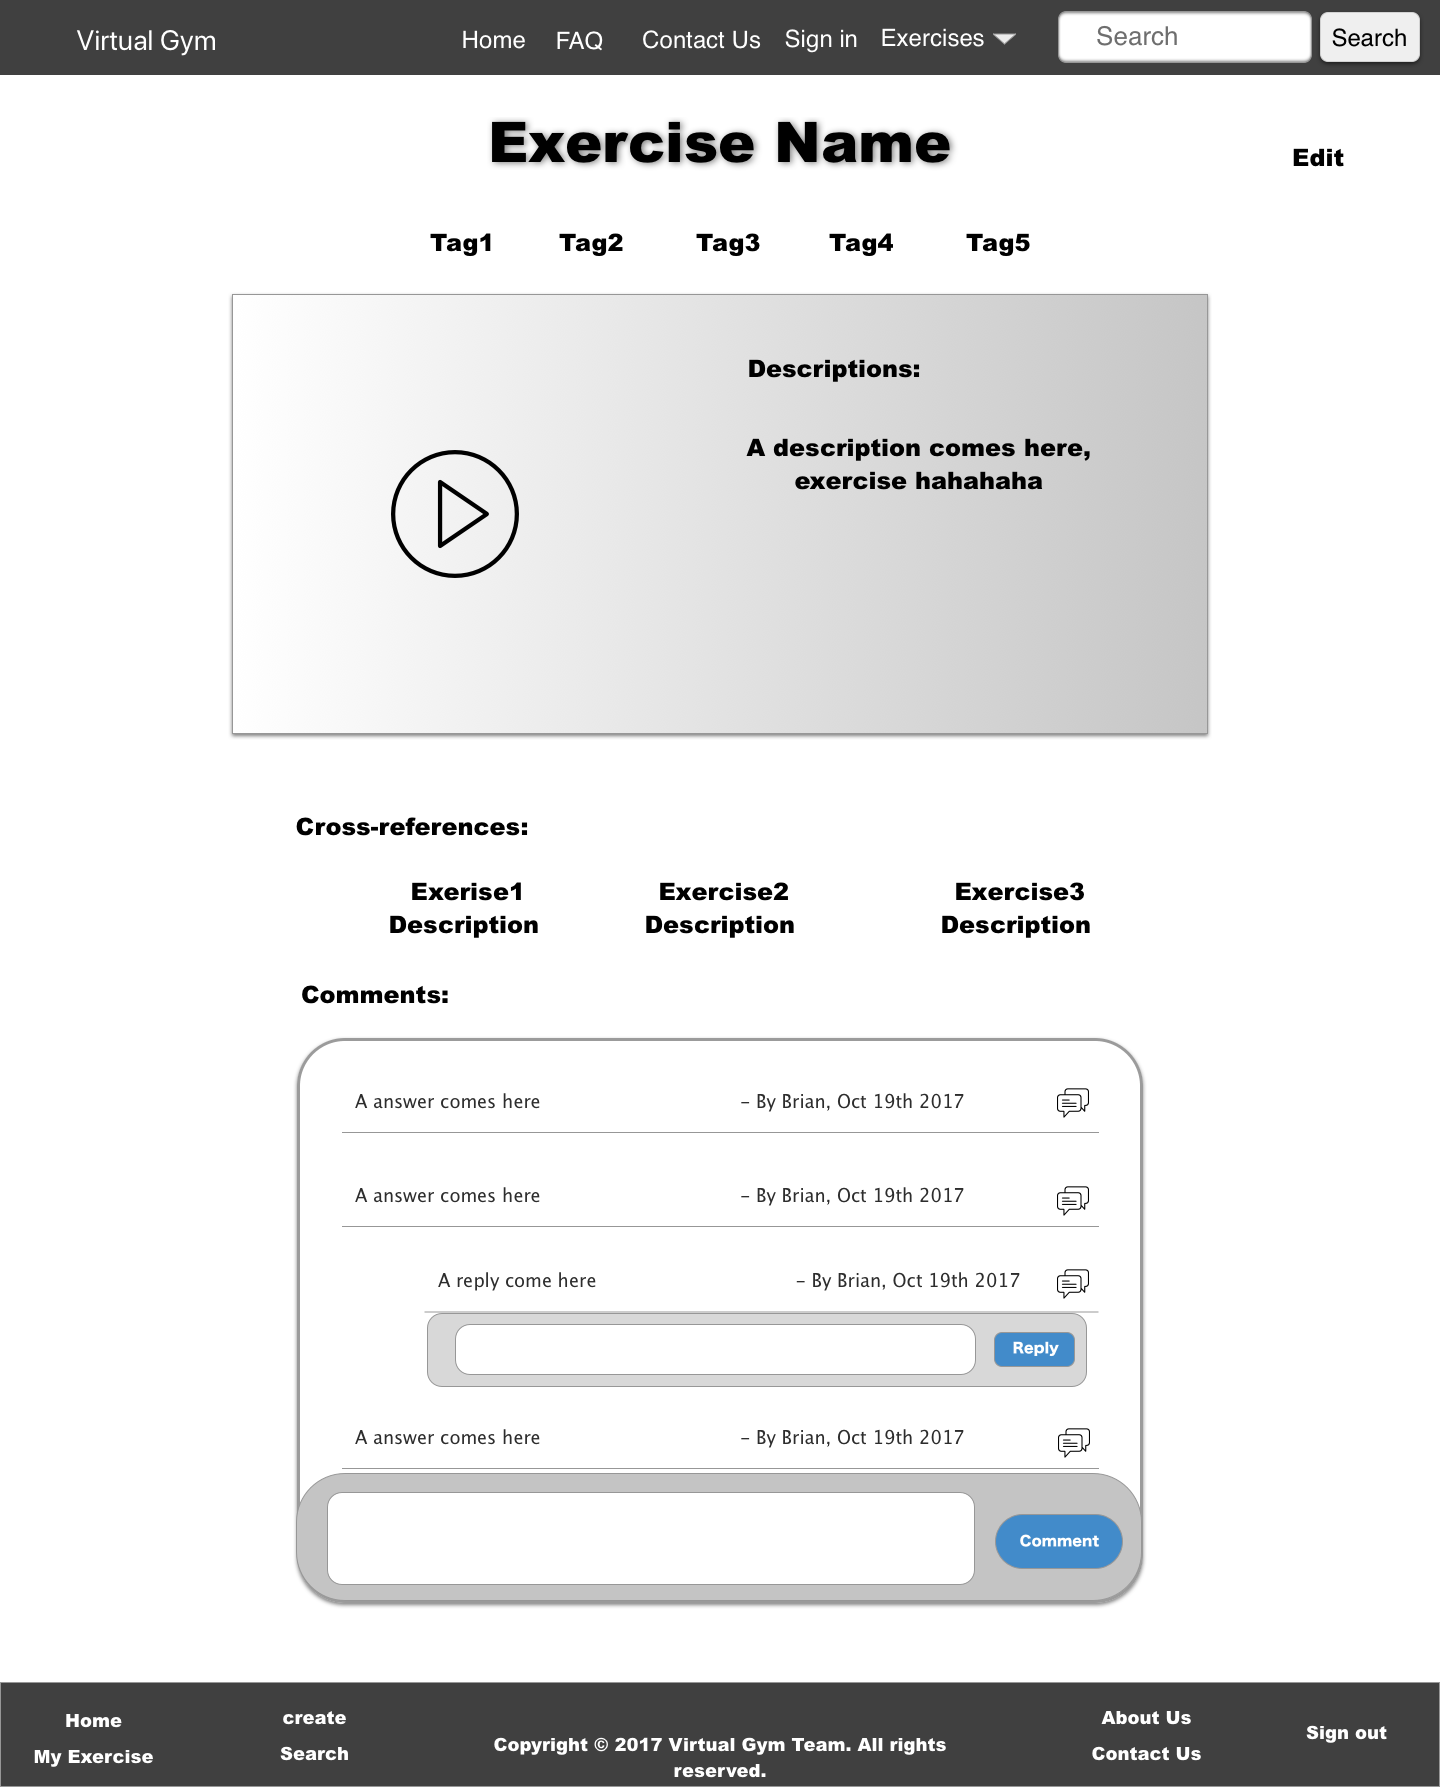 Virtual Gym Home FAQ Contact Us Sign in Exercises Search Search
Exercise Name
Edit
Tag1 Tag2 Tag3 Tag4 Tag5
Descriptions:
A description comes here,
exercise hahahaha
Cross-references:
Exerise1 Exercise2 Exercise3
Description Description Description
Comments:
A answer comes here – By Brian, Oct 19th 2017
A answer comes here – By Brian, Oct 19th 2017
A reply come here – By Brian, Oct 19th 2017
Reply
A answer comes here – By Brian, Oct 19th 2017
Comment
Home create About Us
My Exercise Search Contact Us
Sign out
Copyright © 2017 Virtual Gym Team. All rights
reserved.